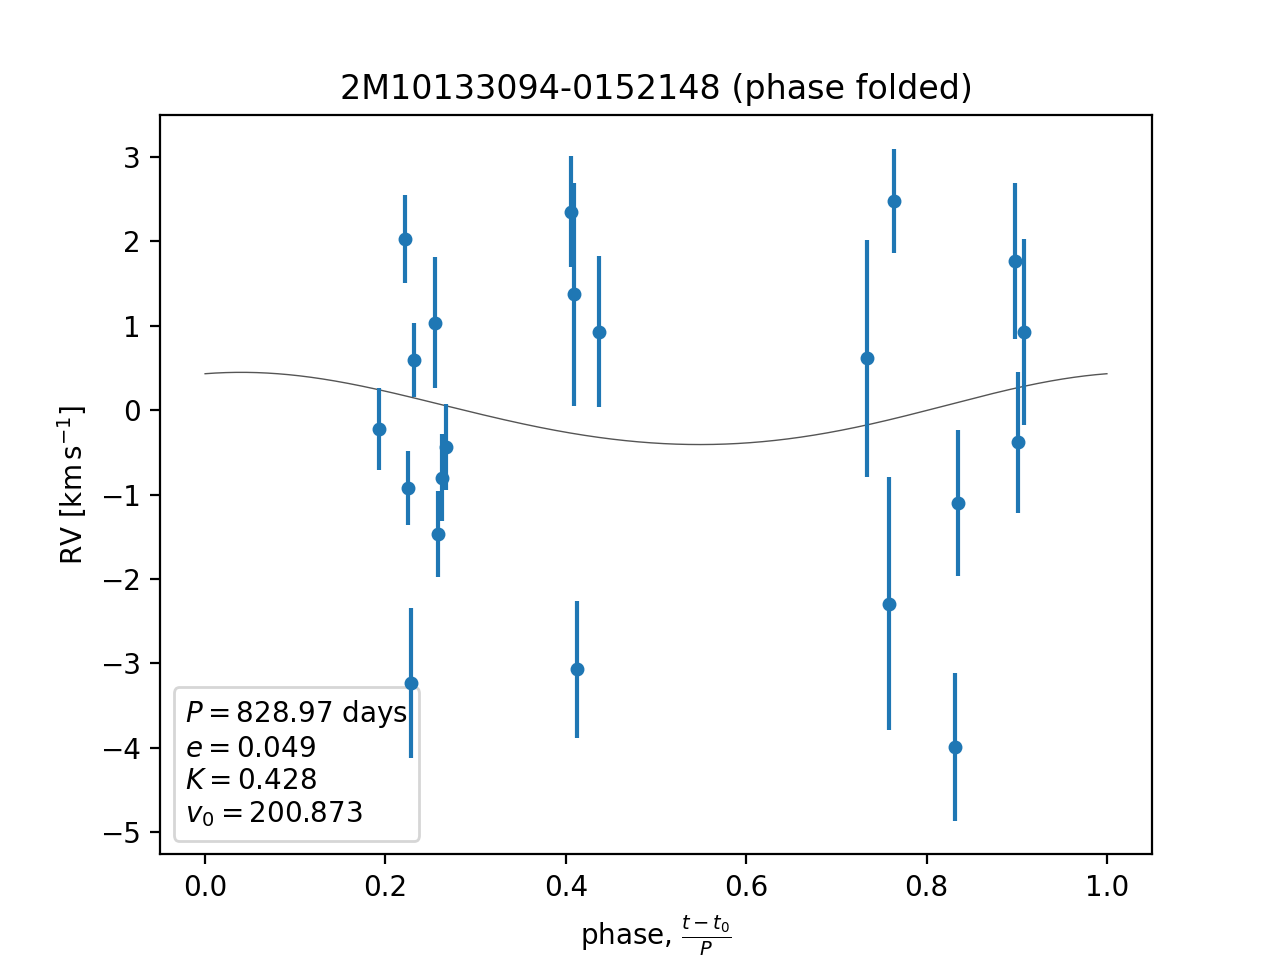 2M10133094-0152148 (phase folded)
3
2
1
0
−1
−2
−3
−4
−5
RV [km s⁻¹]
P = 828.97 days
e = 0.049
K = 0.428
v₀ = 200.873
0.0 0.2 0.4 0.6 0.8 1.0
phase, (t − t₀)/P